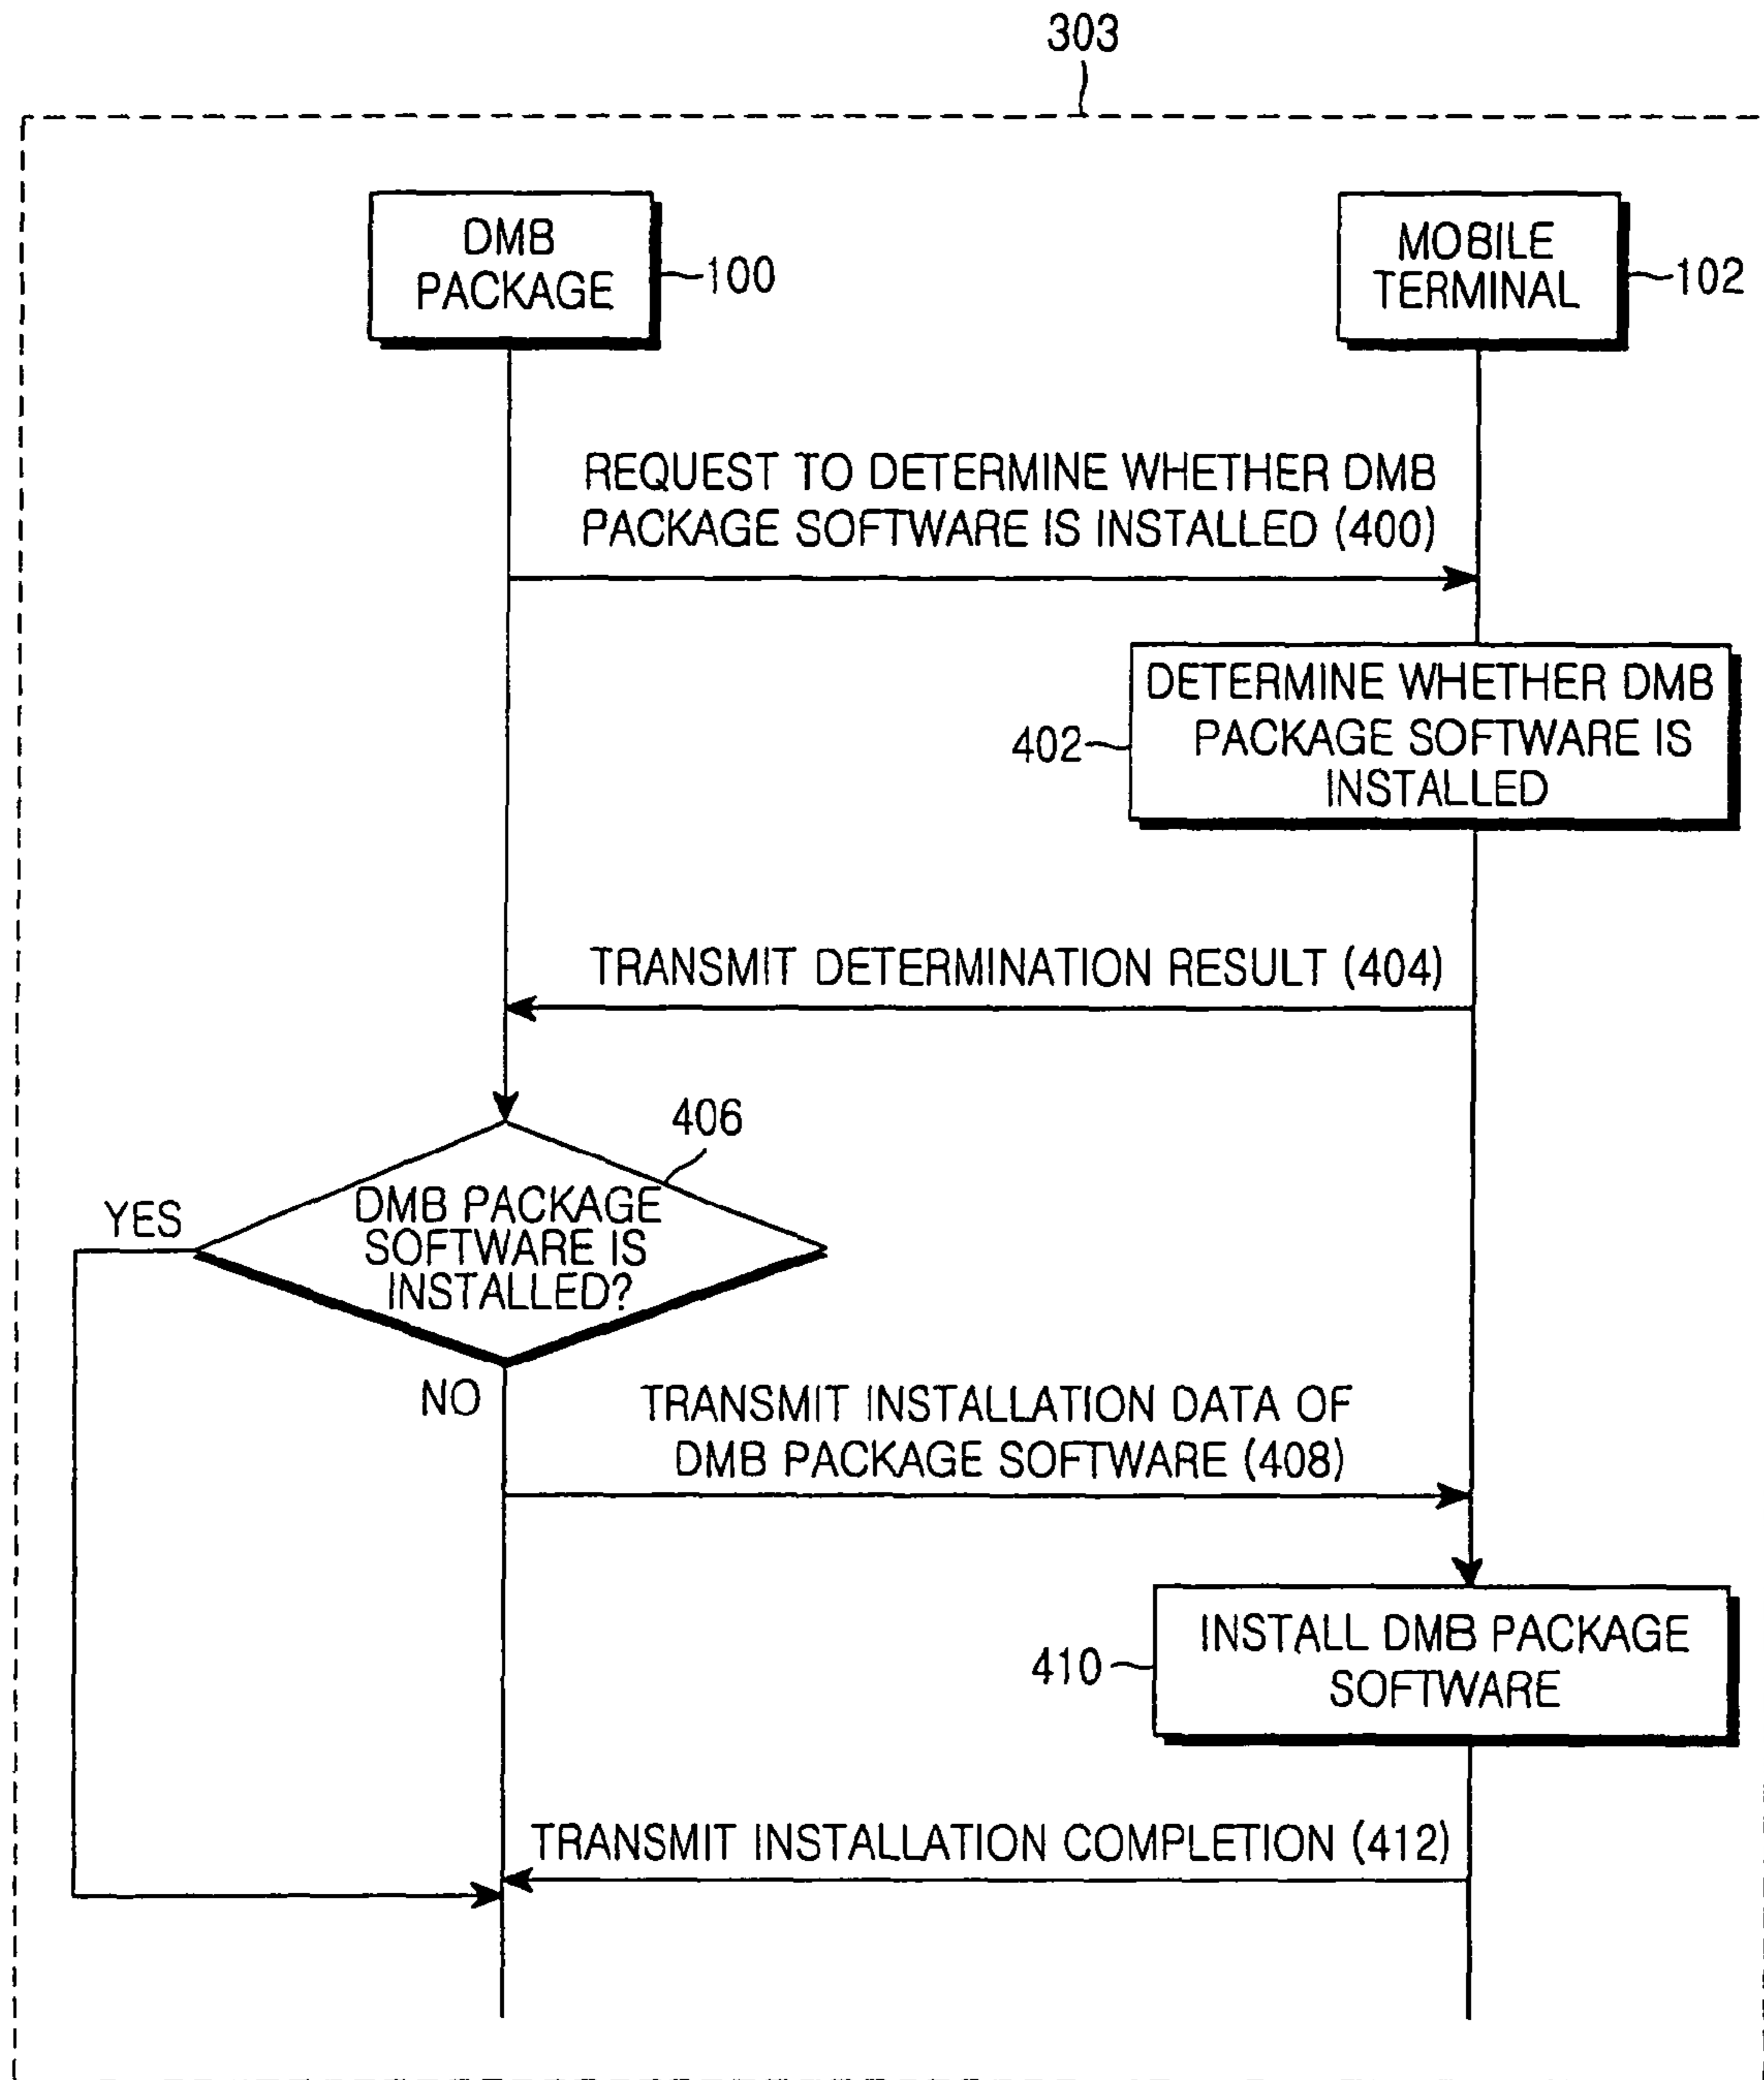 303
DMB
PACKAGE
100
MOBILE
TERMINAL
102
REQUEST TO DETERMINE WHETHER DMB
PACKAGE SOFTWARE IS INSTALLED (400)
402
DETERMINE WHETHER DMB
PACKAGE SOFTWARE IS
INSTALLED
TRANSMIT DETERMINATION RESULT (404)
406
YES
DMB PACKAGE
SOFTWARE IS
INSTALLED?
NO
TRANSMIT INSTALLATION DATA OF
DMB PACKAGE SOFTWARE (408)
410
INSTALL DMB PACKAGE
SOFTWARE
TRANSMIT INSTALLATION COMPLETION (412)